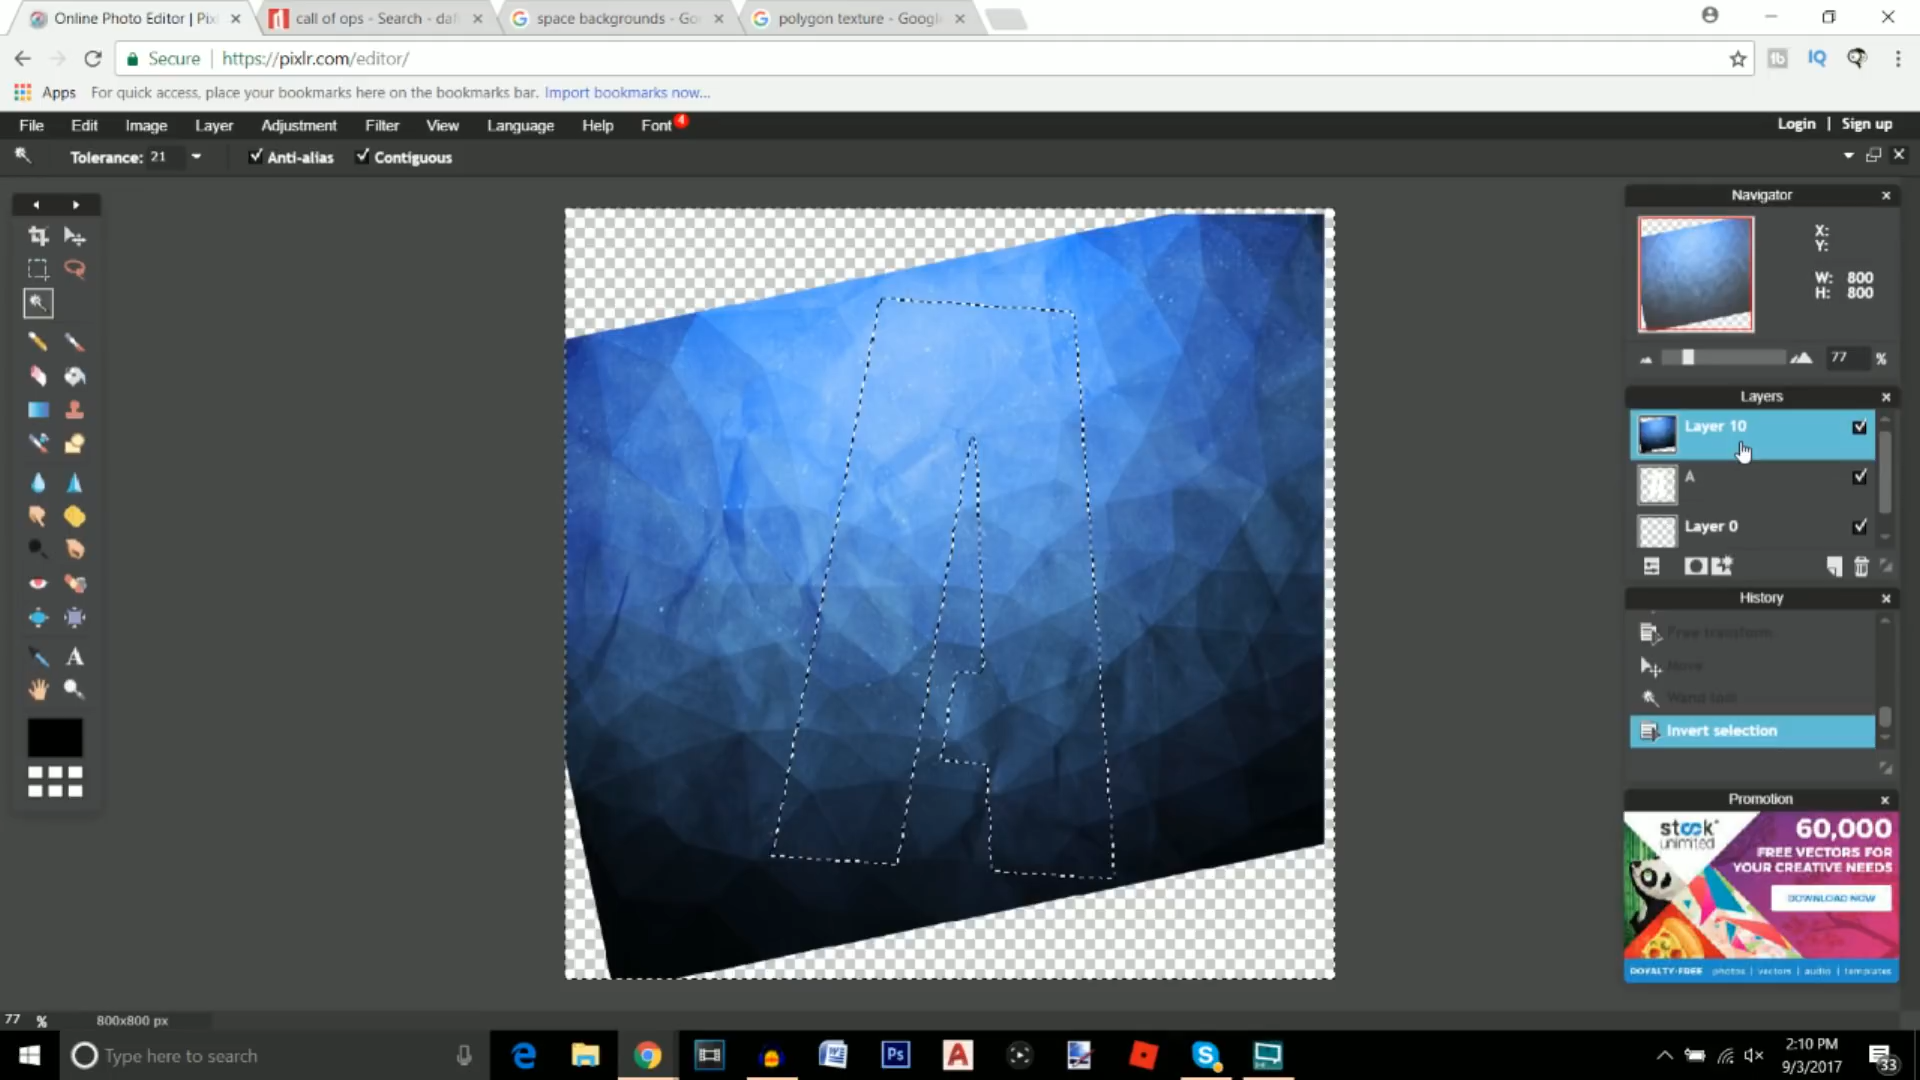 Online Photo Editor | Pixl
call of ops - Search - daf
space backgrounds - Go
polygon texture - Google
Secure
https://pixlr.com/editor/
Apps
For quick access, place your bookmarks here on the bookmarks bar. Import bookmarks now...
File Edit Image Layer Adjustment Filter View Language Help Font 4
Login | Sign up
Tolerance: 21
Anti-alias
Contiguous
Navigator
X:
Y:
W: 800
H: 800
77 %
Layers
Layer 10
A
Layer 0
History
Free transform
Move
Wand tool
Invert selection
Promotion
stock
unlimited
60,000
FREE VECTORS FOR
YOUR CREATIVE NEEDS
DOWNLOAD NOW
ROYALTY-FREE photos | vectors | audio | templates
77 % 800x800 px
Type here to search
Ps
2:10 PM
9/3/2017
33